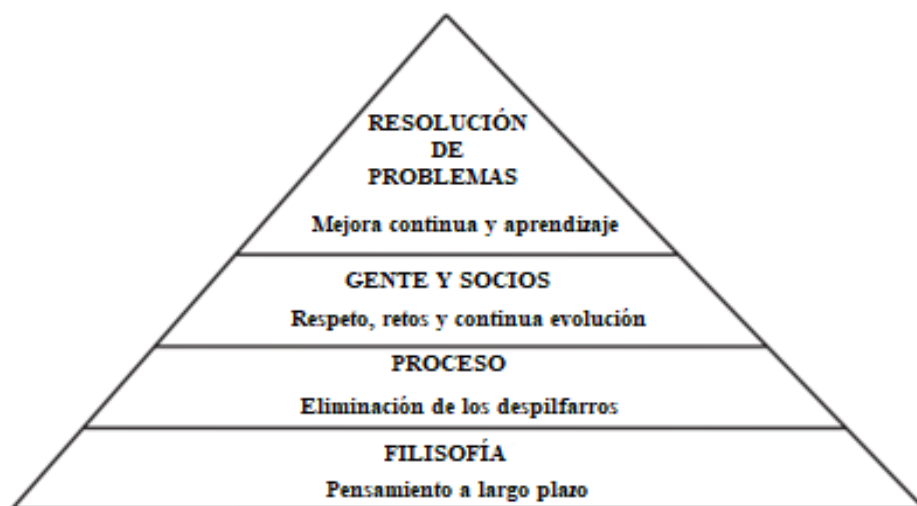 RESOLUCIÓN
DE
PROBLEMAS
Mejora continua y aprendizaje
GENTE Y SOCIOS
Respeto, retos y continua evolución
PROCESO
Eliminación de los despilfarros
FILISOFÍA
Pensamiento a largo plazo